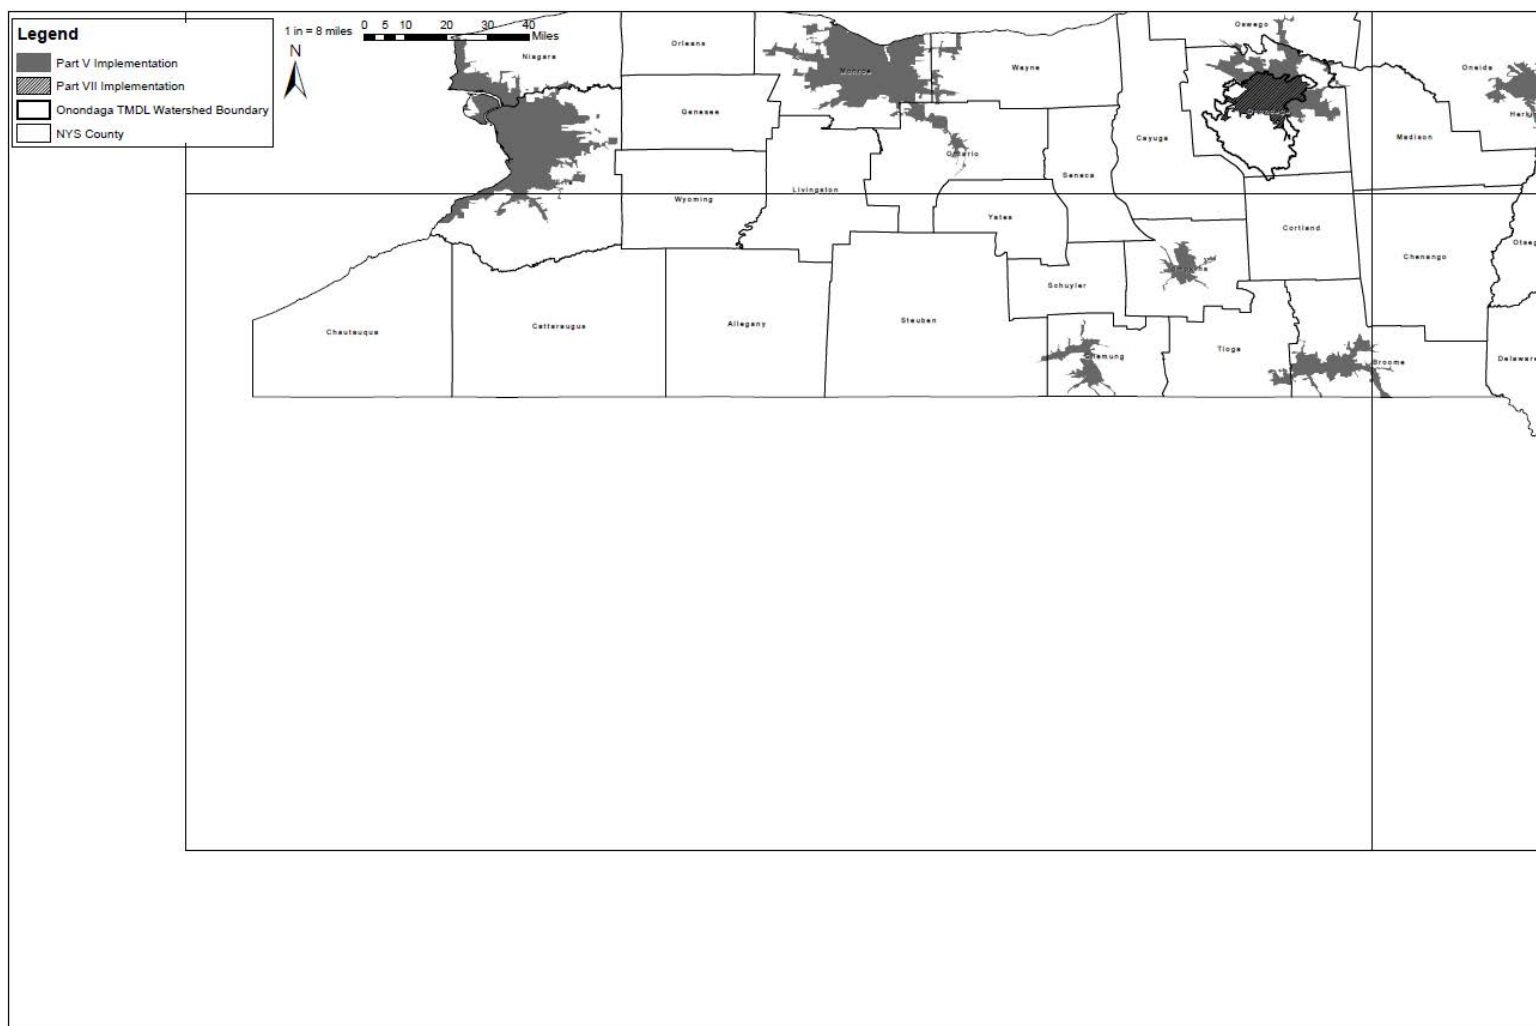 Legend
Part V Implementation
Part VII Implementation
Onondaga TMDL Watershed Boundary
NYS County
1 in = 8 miles
0 5 10 20 30 40
Miles
N
Niagara
Orleans
Monroe
Wayne
Oswego
Oneida
Genesee
Cayuga
Madison
Ontario
Seneca
Livingston
Wyoming
Yates
Cortland
Chenango
Tompkins
Schuyler
Chautauqua
Cattaraugus
Allegany
Steuben
Chemung
Tioga
Broome
Delaware